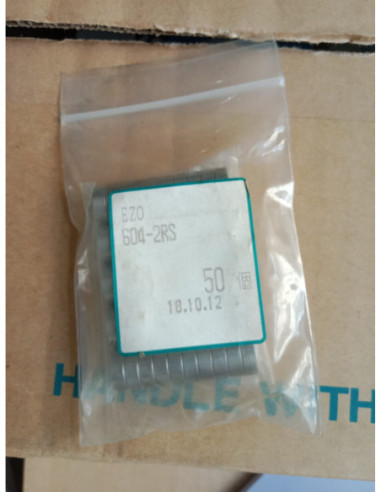 EZO
604-2RS
50 個
18.10.12
HANDLE WITH